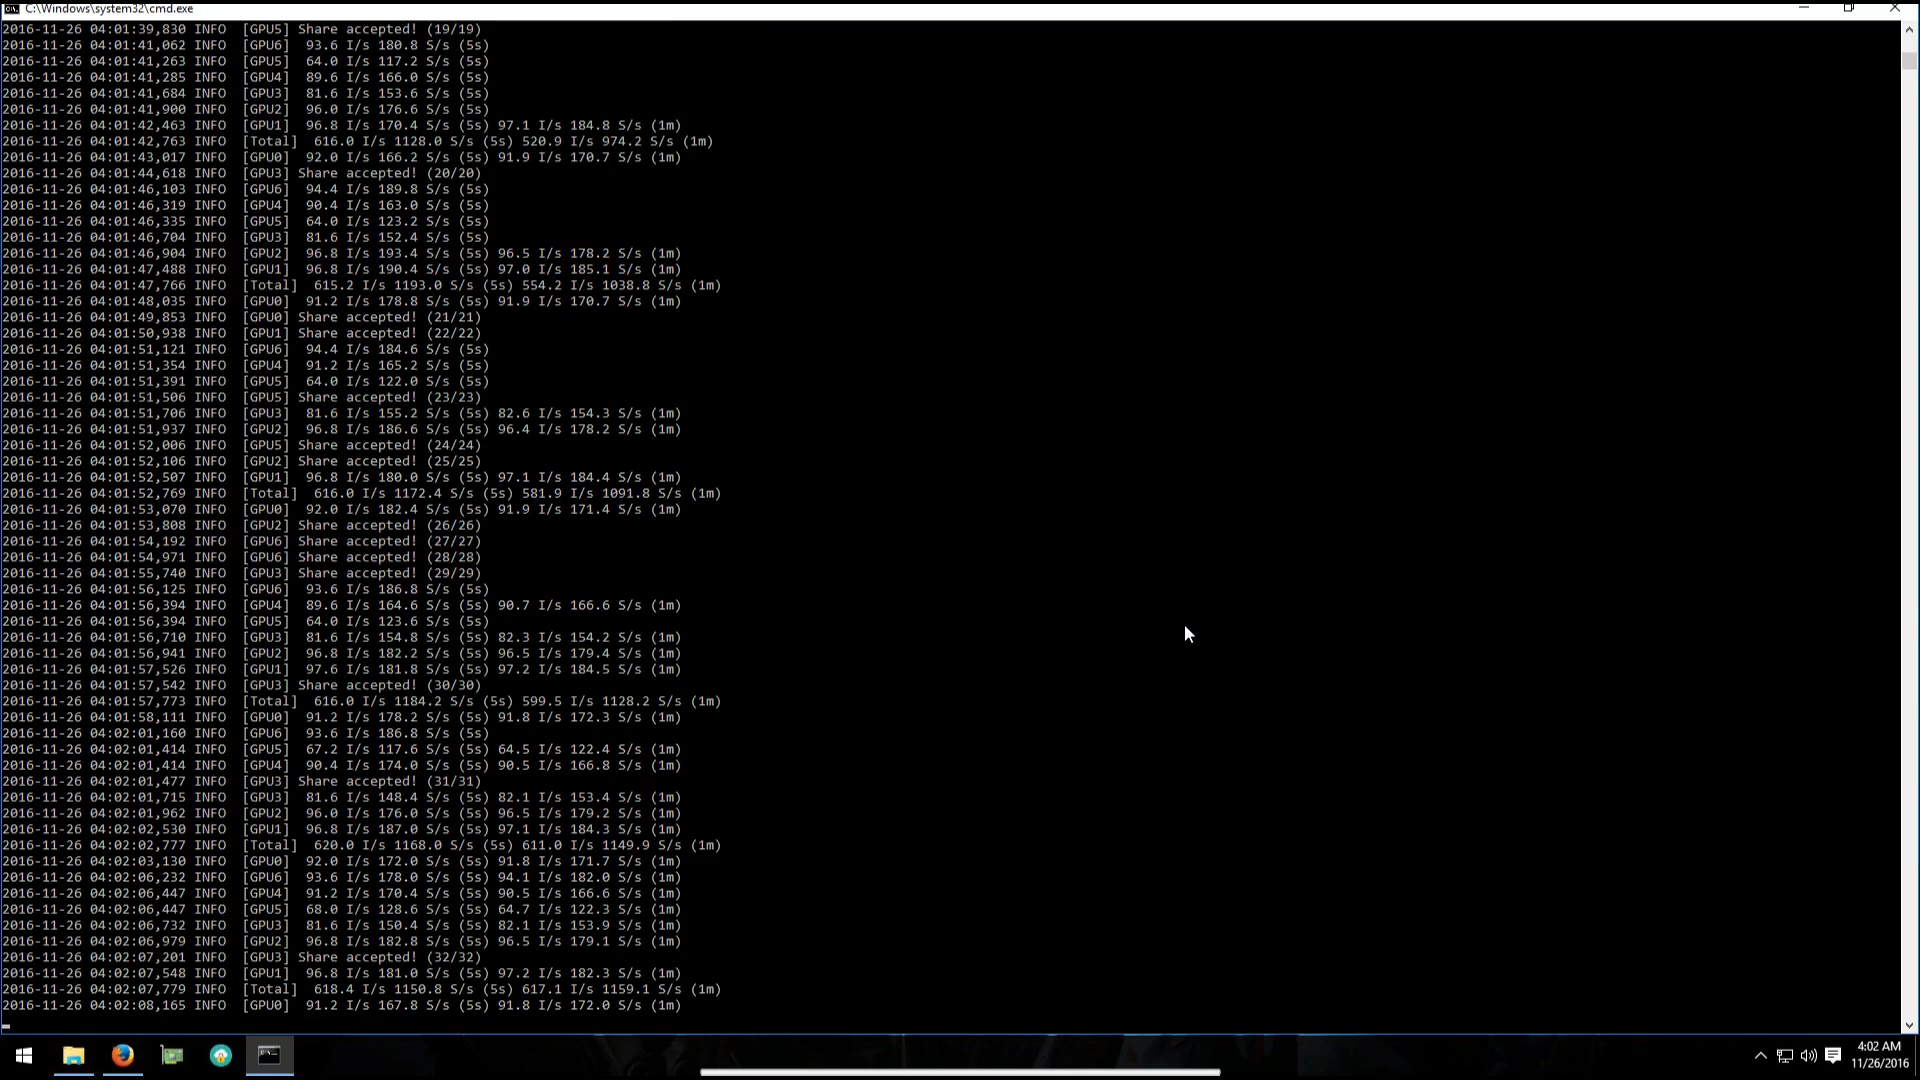 C:\Windows\system32\cmd.exe
2016-11-26 04:01:39,830 INFO  [GPU5] Share accepted! (19/19)
2016-11-26 04:01:41,062 INFO  [GPU6]  93.6 I/s 180.8 S/s (5s)
2016-11-26 04:01:41,263 INFO  [GPU5]  64.0 I/s 117.2 S/s (5s)
2016-11-26 04:01:41,285 INFO  [GPU4]  89.6 I/s 166.0 S/s (5s)
2016-11-26 04:01:41,684 INFO  [GPU3]  81.6 I/s 153.6 S/s (5s)
2016-11-26 04:01:41,900 INFO  [GPU2]  96.0 I/s 176.6 S/s (5s)
2016-11-26 04:01:42,463 INFO  [GPU1]  96.8 I/s 170.4 S/s (5s) 97.1 I/s 184.8 S/s (1m)
2016-11-26 04:01:42,763 INFO  [Total]  616.0 I/s 1128.0 S/s (5s) 520.9 I/s 974.2 S/s (1m)
2016-11-26 04:01:43,017 INFO  [GPU0]  92.0 I/s 166.2 S/s (5s) 91.9 I/s 170.7 S/s (1m)
2016-11-26 04:01:44,618 INFO  [GPU3] Share accepted! (20/20)
2016-11-26 04:01:46,103 INFO  [GPU6]  94.4 I/s 189.8 S/s (5s)
2016-11-26 04:01:46,319 INFO  [GPU4]  90.4 I/s 163.0 S/s (5s)
2016-11-26 04:01:46,335 INFO  [GPU5]  64.0 I/s 123.2 S/s (5s)
2016-11-26 04:01:46,704 INFO  [GPU3]  81.6 I/s 152.4 S/s (5s)
2016-11-26 04:01:46,904 INFO  [GPU2]  96.8 I/s 193.4 S/s (5s) 96.5 I/s 178.2 S/s (1m)
2016-11-26 04:01:47,488 INFO  [GPU1]  96.8 I/s 190.4 S/s (5s) 97.0 I/s 185.1 S/s (1m)
2016-11-26 04:01:47,766 INFO  [Total]  615.2 I/s 1193.0 S/s (5s) 554.2 I/s 1038.8 S/s (1m)
2016-11-26 04:01:48,035 INFO  [GPU0]  91.2 I/s 178.8 S/s (5s) 91.9 I/s 170.7 S/s (1m)
2016-11-26 04:01:49,853 INFO  [GPU0] Share accepted! (21/21)
2016-11-26 04:01:50,938 INFO  [GPU1] Share accepted! (22/22)
2016-11-26 04:01:51,121 INFO  [GPU6]  94.4 I/s 184.6 S/s (5s)
2016-11-26 04:01:51,354 INFO  [GPU4]  91.2 I/s 165.2 S/s (5s)
2016-11-26 04:01:51,391 INFO  [GPU5]  64.0 I/s 122.0 S/s (5s)
2016-11-26 04:01:51,506 INFO  [GPU5] Share accepted! (23/23)
2016-11-26 04:01:51,706 INFO  [GPU3]  81.6 I/s 155.2 S/s (5s) 82.6 I/s 154.3 S/s (1m)
2016-11-26 04:01:51,937 INFO  [GPU2]  96.8 I/s 186.6 S/s (5s) 96.4 I/s 178.2 S/s (1m)
2016-11-26 04:01:52,006 INFO  [GPU5] Share accepted! (24/24)
2016-11-26 04:01:52,106 INFO  [GPU2] Share accepted! (25/25)
2016-11-26 04:01:52,507 INFO  [GPU1]  96.8 I/s 180.0 S/s (5s) 97.1 I/s 184.4 S/s (1m)
2016-11-26 04:01:52,769 INFO  [Total]  616.0 I/s 1172.4 S/s (5s) 581.9 I/s 1091.8 S/s (1m)
2016-11-26 04:01:53,070 INFO  [GPU0]  92.0 I/s 182.4 S/s (5s) 91.9 I/s 171.4 S/s (1m)
2016-11-26 04:01:53,808 INFO  [GPU2] Share accepted! (26/26)
2016-11-26 04:01:54,192 INFO  [GPU6] Share accepted! (27/27)
2016-11-26 04:01:54,971 INFO  [GPU6] Share accepted! (28/28)
2016-11-26 04:01:55,740 INFO  [GPU3] Share accepted! (29/29)
2016-11-26 04:01:56,125 INFO  [GPU6]  93.6 I/s 186.8 S/s (5s)
2016-11-26 04:01:56,394 INFO  [GPU4]  89.6 I/s 164.6 S/s (5s) 90.7 I/s 166.6 S/s (1m)
2016-11-26 04:01:56,394 INFO  [GPU5]  64.0 I/s 123.6 S/s (5s)
2016-11-26 04:01:56,710 INFO  [GPU3]  81.6 I/s 154.8 S/s (5s) 82.3 I/s 154.2 S/s (1m)
2016-11-26 04:01:56,941 INFO  [GPU2]  96.8 I/s 182.2 S/s (5s) 96.5 I/s 179.4 S/s (1m)
2016-11-26 04:01:57,526 INFO  [GPU1]  97.6 I/s 181.8 S/s (5s) 97.2 I/s 184.5 S/s (1m)
2016-11-26 04:01:57,542 INFO  [GPU3] Share accepted! (30/30)
2016-11-26 04:01:57,773 INFO  [Total]  616.0 I/s 1184.2 S/s (5s) 599.5 I/s 1128.2 S/s (1m)
2016-11-26 04:01:58,111 INFO  [GPU0]  91.2 I/s 178.2 S/s (5s) 91.8 I/s 172.3 S/s (1m)
2016-11-26 04:02:01,160 INFO  [GPU6]  93.6 I/s 186.8 S/s (5s)
2016-11-26 04:02:01,414 INFO  [GPU5]  67.2 I/s 117.6 S/s (5s) 64.5 I/s 122.4 S/s (1m)
2016-11-26 04:02:01,414 INFO  [GPU4]  90.4 I/s 174.0 S/s (5s) 90.5 I/s 166.8 S/s (1m)
2016-11-26 04:02:01,477 INFO  [GPU3] Share accepted! (31/31)
2016-11-26 04:02:01,715 INFO  [GPU3]  81.6 I/s 148.4 S/s (5s) 82.1 I/s 153.4 S/s (1m)
2016-11-26 04:02:01,962 INFO  [GPU2]  96.0 I/s 176.0 S/s (5s) 96.5 I/s 179.2 S/s (1m)
2016-11-26 04:02:02,530 INFO  [GPU1]  96.8 I/s 187.0 S/s (5s) 97.1 I/s 184.3 S/s (1m)
2016-11-26 04:02:02,777 INFO  [Total]  620.0 I/s 1168.0 S/s (5s) 611.0 I/s 1149.9 S/s (1m)
2016-11-26 04:02:03,130 INFO  [GPU0]  92.0 I/s 172.0 S/s (5s) 91.8 I/s 171.7 S/s (1m)
2016-11-26 04:02:06,232 INFO  [GPU6]  93.6 I/s 178.0 S/s (5s) 94.1 I/s 182.0 S/s (1m)
2016-11-26 04:02:06,447 INFO  [GPU4]  91.2 I/s 170.4 S/s (5s) 90.5 I/s 166.6 S/s (1m)
2016-11-26 04:02:06,447 INFO  [GPU5]  68.0 I/s 128.6 S/s (5s) 64.7 I/s 122.3 S/s (1m)
2016-11-26 04:02:06,732 INFO  [GPU3]  81.6 I/s 150.4 S/s (5s) 82.1 I/s 153.9 S/s (1m)
2016-11-26 04:02:06,979 INFO  [GPU2]  96.8 I/s 182.8 S/s (5s) 96.5 I/s 179.1 S/s (1m)
2016-11-26 04:02:07,201 INFO  [GPU3] Share accepted! (32/32)
2016-11-26 04:02:07,548 INFO  [GPU1]  96.8 I/s 181.0 S/s (5s) 97.2 I/s 182.3 S/s (1m)
2016-11-26 04:02:07,779 INFO  [Total]  618.4 I/s 1150.8 S/s (5s) 617.1 I/s 1159.1 S/s (1m)
2016-11-26 04:02:08,165 INFO  [GPU0]  91.2 I/s 167.8 S/s (5s) 91.8 I/s 172.0 S/s (1m)
4:02 AM
11/26/2016